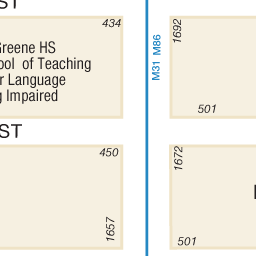 ST
434
Greene HS
ool of Teaching
r Language
g Impaired
1692
M31 M86
501
ST
450
1672
1657
501